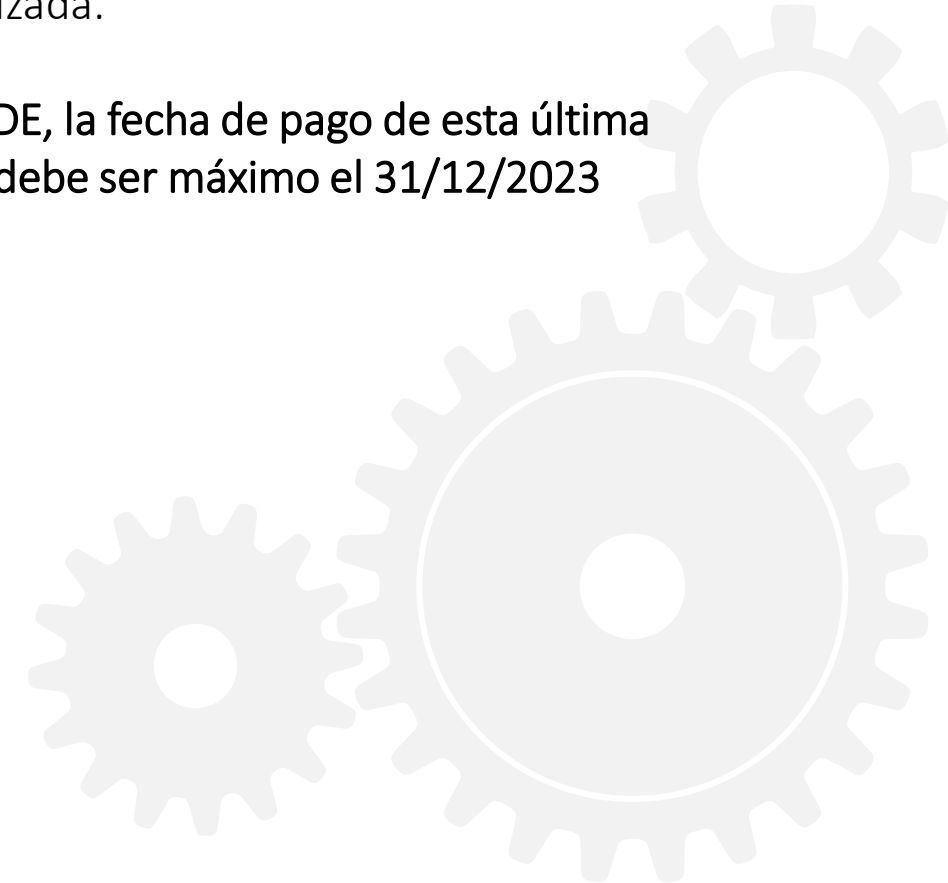 izada.
DE, la fecha de pago de esta última
debe ser máximo el 31/12/2023